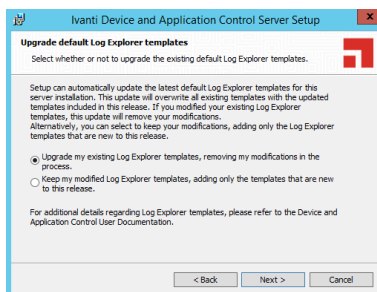 Ivanti Device and Application Control Server Setup
x
Upgrade default Log Explorer templates
Select whether or not to upgrade the existing default Log Explorer templates.
Setup can automatically update the latest default Log Explorer templates for this
server installation. This update will overwrite all existing templates with the updated
templates included in this release. If you modified your existing Log Explorer
templates, this update will remove your modifications.
Alternatively, you can select to keep your modifications, adding only the Log Explorer
templates that are new to this release.
Upgrade my existing Log Explorer templates, removing my modifications in the
process.
Keep my modified Log Explorer templates, adding only the templates that are new
to this release.
For additional details regarding Log Explorer templates, please refer to the Device and
Application Control User Documentation.
< Back
Next >
Cancel